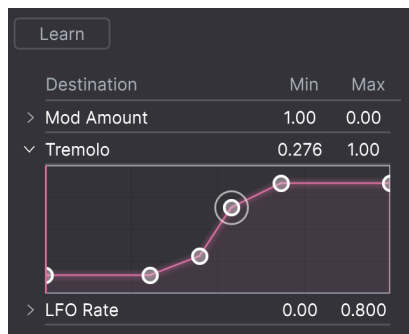 Learn
Destination Min Max
Mod Amount 1.00 0.00
Tremolo 0.276 1.00
LFO Rate 0.00 0.800